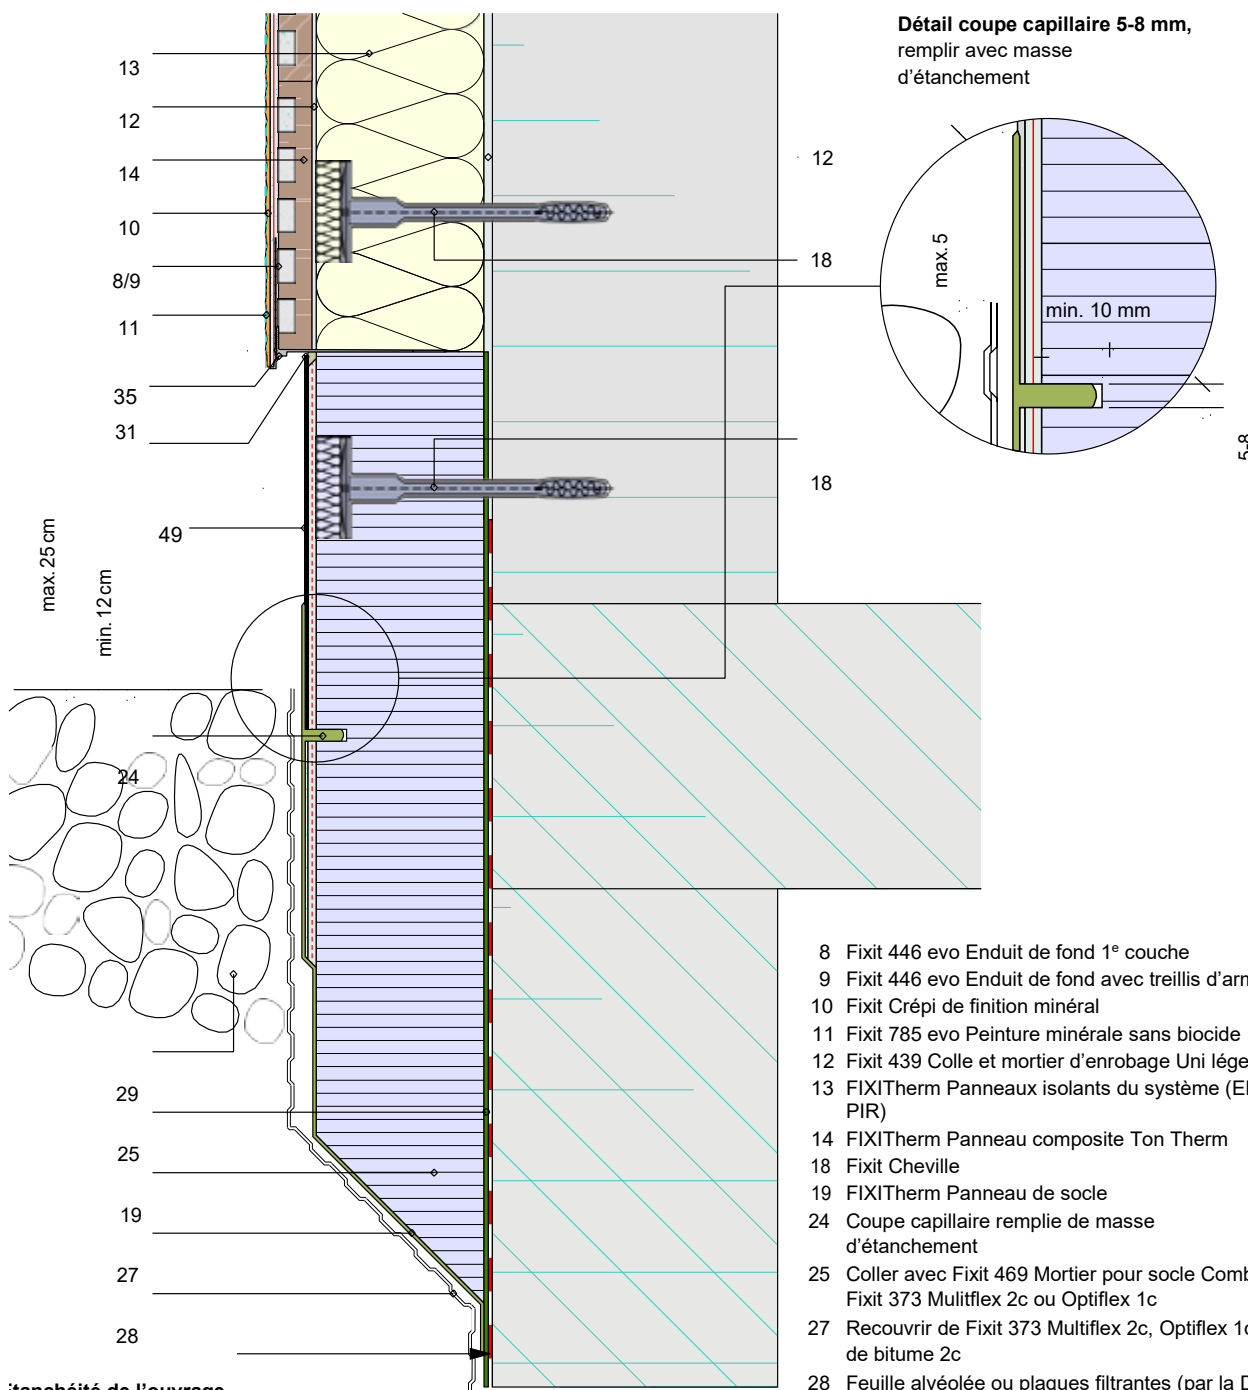 Détail coupe capillaire 5-8 mm,
remplir avec masse
d’étanchement
13
12
14
10
8/9
11
35
31
49
12
18
18
max. 5
min. 10 mm
5-8
max. 25 cm
min. 12 cm
24
29
25
19
27
28
8 Fixit 446 evo Enduit de fond 1e couche
9 Fixit 446 evo Enduit de fond avec treillis
10 Fixit Crépi de finition minéral
11 Fixit 785 evo Peinture minérale sans biocide
12 Fixit 439 Colle et mortier d’enrobage Uni
13 FIXITherm Panneaux isolants du système
PIR)
14 FIXITherm Panneau composite Ton Therm
18 Fixit Cheville
19 FIXITherm Panneau de socle
24 Coupe capillaire remplie de masse
d’étanchement
25 Coller avec Fixit 469 Mortier pour socle
Fixit 373 Mulitflex 2c ou Optiflex 1c
27 Recouvrir de Fixit 373 Multiflex 2c, Optiflex
de bitume 2c
28 Feuille alvéolée ou plaques filtrantes (par la
de l’ouvrage